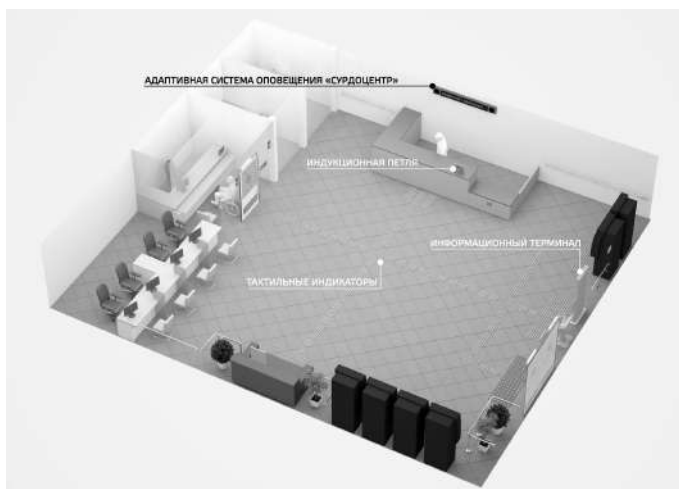 АДАПТИВНАЯ СИСТЕМА ОПОВЕЩЕНИЯ «СУРДОЦЕНТР»
ИНДУКЦИОННАЯ ПЕТЛЯ
ИНФОРМАЦИОННЫЙ ТЕРМИНАЛ
ТАКТИЛЬНЫЕ ИНДИКАТОРЫ